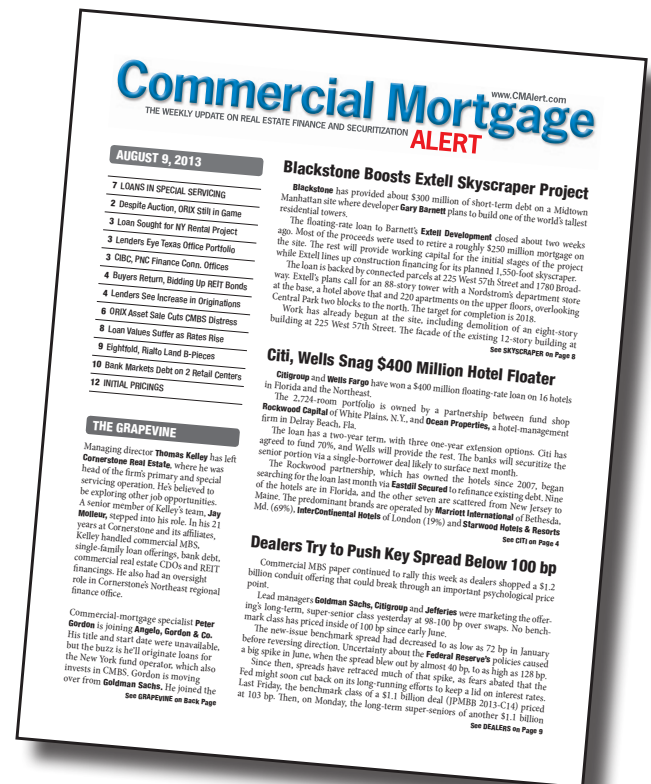 www.CMAlert.com
Commercial Mortgage
THE WEEKLY UPDATE ON REAL ESTATE FINANCE AND SECURITIZATION
ALERT
AUGUST 9, 2013
7 LOANS IN SPECIAL SERVICING
2 Despite Auction, ORIX Still in Game
3 Loan Sought for NY Rental Project
3 Lenders Eye Texas Office Portfolio
3 CIBC, PNC Finance Conn. Offices
4 Buyers Return, Bidding Up REIT Bonds
4 Lenders See Increase in Originations
6 ORIX Asset Sale Cuts CMBS Distress
8 Loan Values Suffer as Rates Rise
9 Eightfold, Rialto Land B-Pieces
10 Bank Markets Debt on 2 Retail Centers
12 INITIAL PRICINGS
THE GRAPEVINE
Managing director Thomas Kelley has left
Cornerstone Real Estate, where he was
head of the firm's primary and special
servicing operation. He's believed to
be exploring other job opportunities.
A senior member of Kelley's team, Jay
Molleur, stepped into his role. In his 21
years at Cornerstone and its affiliates,
Kelley handled commercial MBS,
single-family loan offerings, bank debt,
commercial real estate CDOs and REIT
financings. He also had an oversight
role in Cornerstone's Northeast regional
finance office.
Commercial-mortgage specialist Peter
Gordon is joining Angelo, Gordon & Co.
His title and start date were unavailable,
but the buzz is he'll originate loans for
the New York fund operator, which also
invests in CMBS. Gordon is moving
over from Goldman Sachs. He joined the
See GRAPEVINE on Back Page
Blackstone Boosts Extell Skyscraper Project
Blackstone has provided about $300 million of short-term debt on a Midtown
Manhattan site where developer Gary Barnett plans to build one of the world's tallest
residential towers.
The floating-rate loan to Barnett's Extell Development closed about two weeks
ago. Most of the proceeds were used to retire a roughly $250 million mortgage on
the site. The rest will provide working capital for the initial stages of the project
while Extell lines up construction financing for its planned 1,550-foot skyscraper.
The loan is backed by connected parcels at 225 West 57th Street and 1780 Broad-
way. Extell's plans call for an 88-story tower with a Nordstrom's department store
at the base, a hotel above that and 220 apartments on the upper floors, overlooking
Central Park two blocks to the north. The target for completion is 2018.
Work has already begun at the site, including demolition of an eight-story
building at 225 West 57th Street. The facade of the existing 12-story building at
See SKYSCRAPER on Page 8
Citi, Wells Snag $400 Million Hotel Floater
Citigroup and Wells Fargo have won a $400 million floating-rate loan on 16 hotels
in Florida and the Northeast.
The 2,724-room portfolio is owned by a partnership between fund shop
Rockwood Capital of White Plains, N.Y., and Ocean Properties, a hotel-management
firm in Delray Beach, Fla.
The loan has a two-year term, with three one-year extension options. Citi has
agreed to fund 70%, and Wells will provide the rest. The banks will securitize the
senior portion via a single-borrower deal likely to surface next month.
The Rockwood partnership, which has owned the hotels since 2007, began
searching for the loan last month via Eastdil Secured to refinance existing debt. Nine
of the hotels are in Florida, and the other seven are scattered from New Jersey to
Maine. The predominant brands are operated by Marriott International of Bethesda,
Md. (69%), InterContinental Hotels of London (19%) and Starwood Hotels & Resorts
See CITI on Page 4
Dealers Try to Push Key Spread Below 100 bp
Commercial MBS paper continued to rally this week as dealers shopped a $1.2
billion conduit offering that could break through an important psychological price
point.
Lead managers Goldman Sachs, Citigroup and Jefferies were marketing the offer-
ing's long-term, super-senior class yesterday at 98-100 bp over swaps. No bench-
mark class has priced inside of 100 bp since early June.
The new-issue benchmark spread had decreased to as low as 72 bp in January
before reversing direction. Uncertainty about the Federal Reserve's policies caused
a big spike in June, when the spread blew out by almost 40 bp, to as high as 128 bp.
Since then, spreads have retraced much of that spike, as fears abated that the
Fed might soon cut back on its long-running efforts to keep a lid on interest rates.
Last Friday, the benchmark class of a $1.1 billion deal (JPMBB 2013-C14) priced
at 103 bp. Then, on Monday, the long-term super-seniors of another $1.1 billion
See DEALERS on Page 9